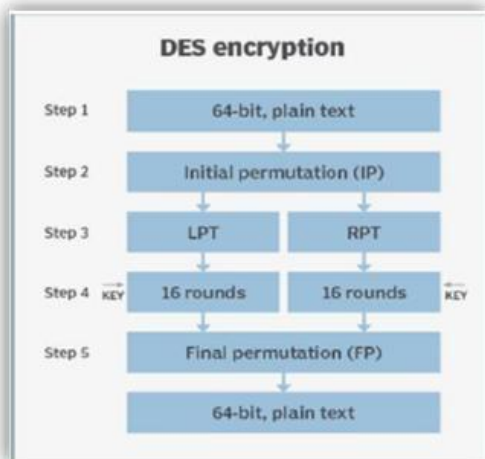 DES encryption
Step 1 64-bit, plain text
Step 2 Initial permutation (IP)
Step 3 LPT RPT
Step 4 KEY 16 rounds 16 rounds KEY
Step 5 Final permutation (FP)
64-bit, plain text